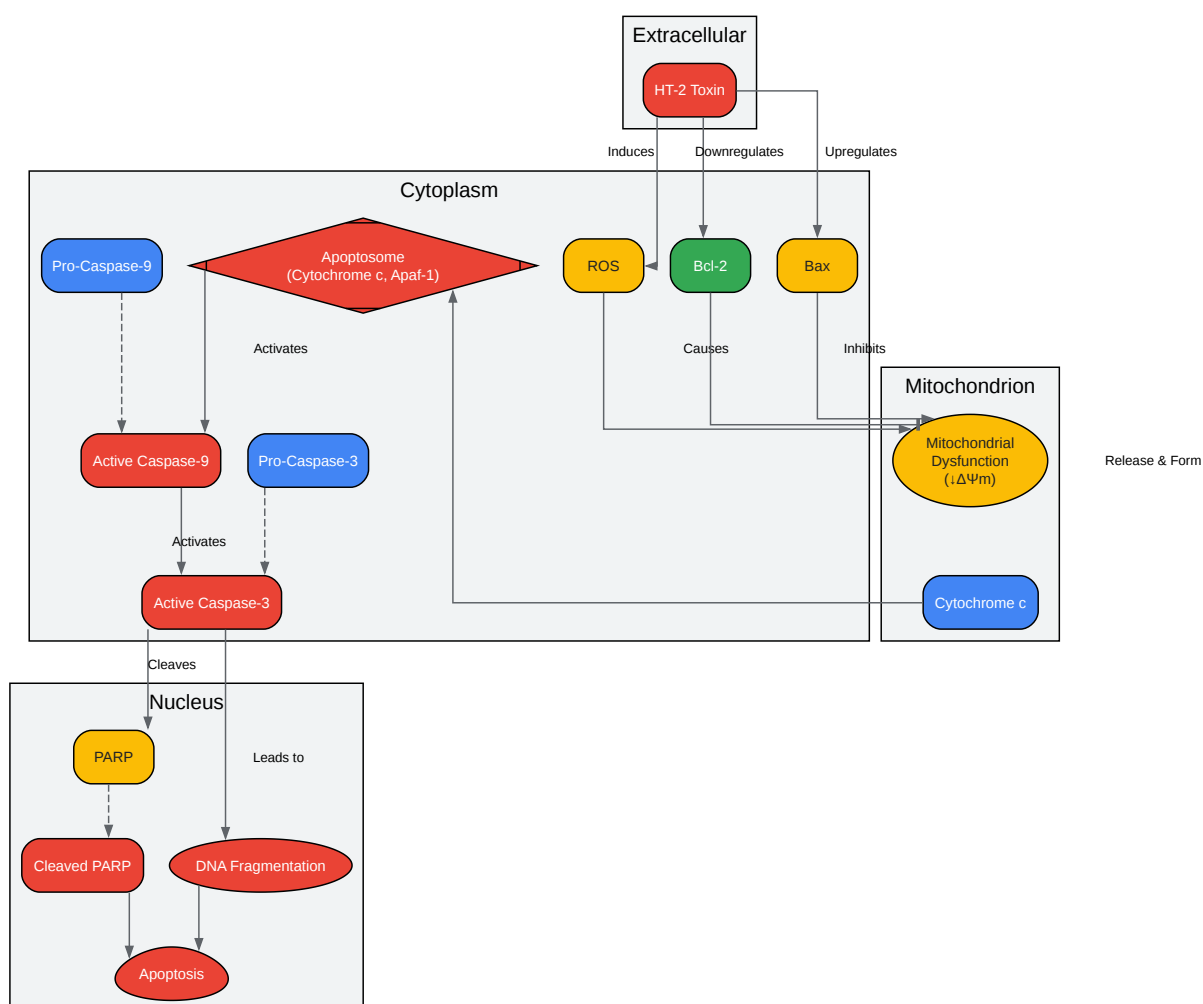 Extracellular
HT-2 Toxin
Induces
Downregulates
Upregulates
Cytoplasm
Pro-Caspase-9
Apoptosome
(Cytochrome c, Apaf-1)
ROS
Bcl-2
Bax
Activates
Causes
Inhibits
Mitochondrion
Active Caspase-9
Pro-Caspase-3
Mitochondrial
Dysfunction
(↓ΔΨm)
Release & Form
Activates
Active Caspase-3
Cytochrome c
Cleaves
Nucleus
PARP
Leads to
Cleaved PARP
DNA Fragmentation
Apoptosis